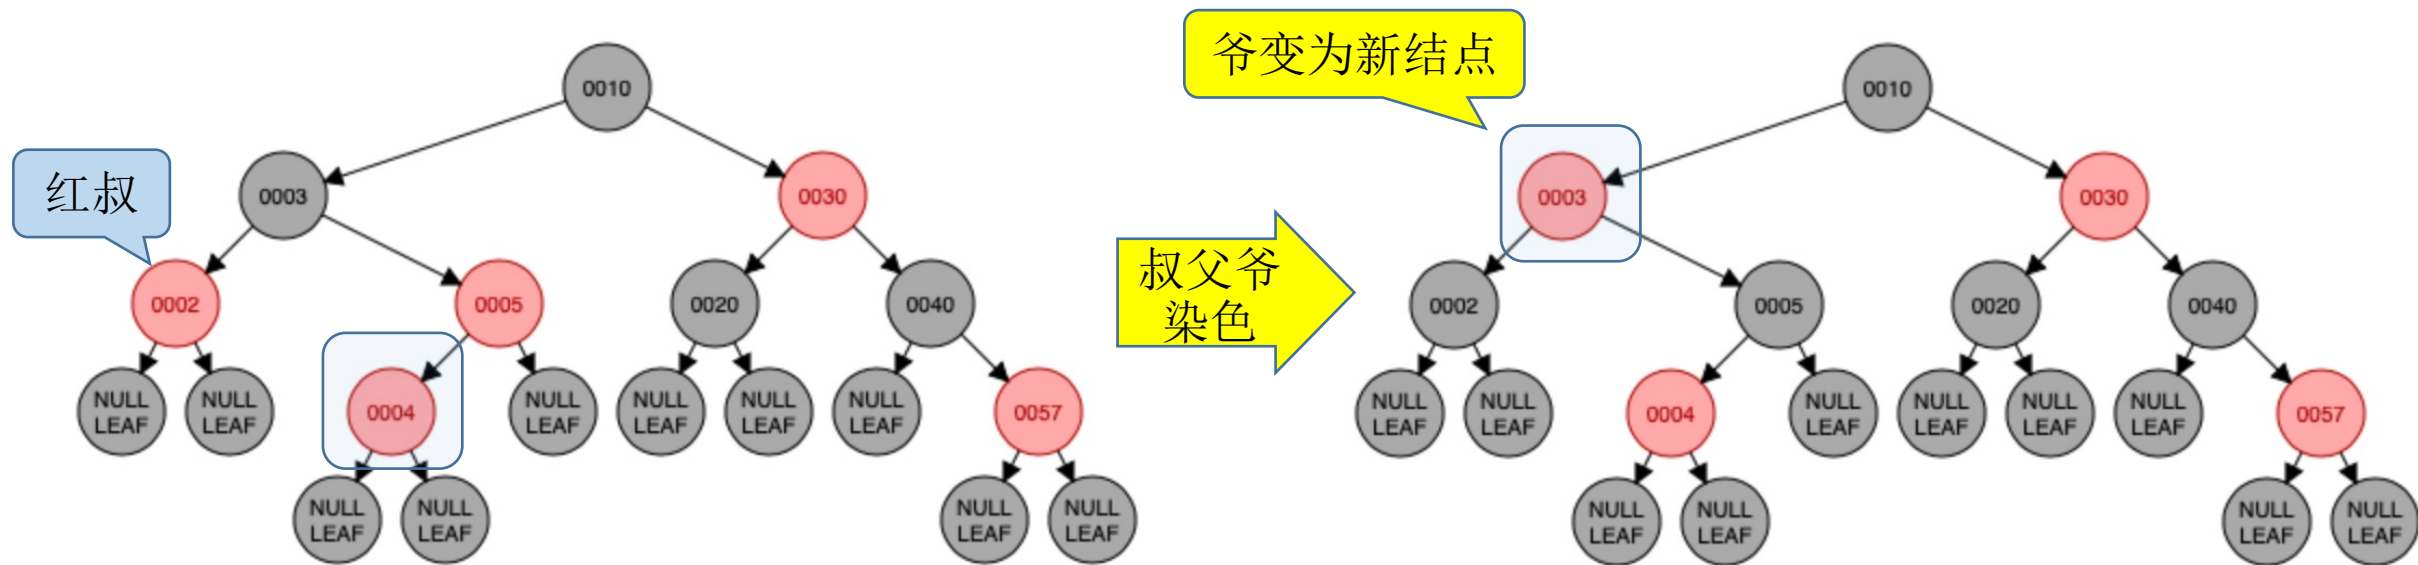 红叔
0010
0003
0030
0002
0005
0020
0040
NULL
LEAF
NULL
LEAF
0004
NULL
LEAF
NULL
LEAF
NULL
LEAF
NULL
LEAF
0057
NULL
LEAF
NULL
LEAF
NULL
LEAF
NULL
LEAF
叔父爷
染色
爷变为新结点
0010
0003
0030
0002
0005
0020
0040
NULL
LEAF
NULL
LEAF
0004
NULL
LEAF
NULL
LEAF
NULL
LEAF
NULL
LEAF
0057
NULL
LEAF
NULL
LEAF
NULL
LEAF
NULL
LEAF